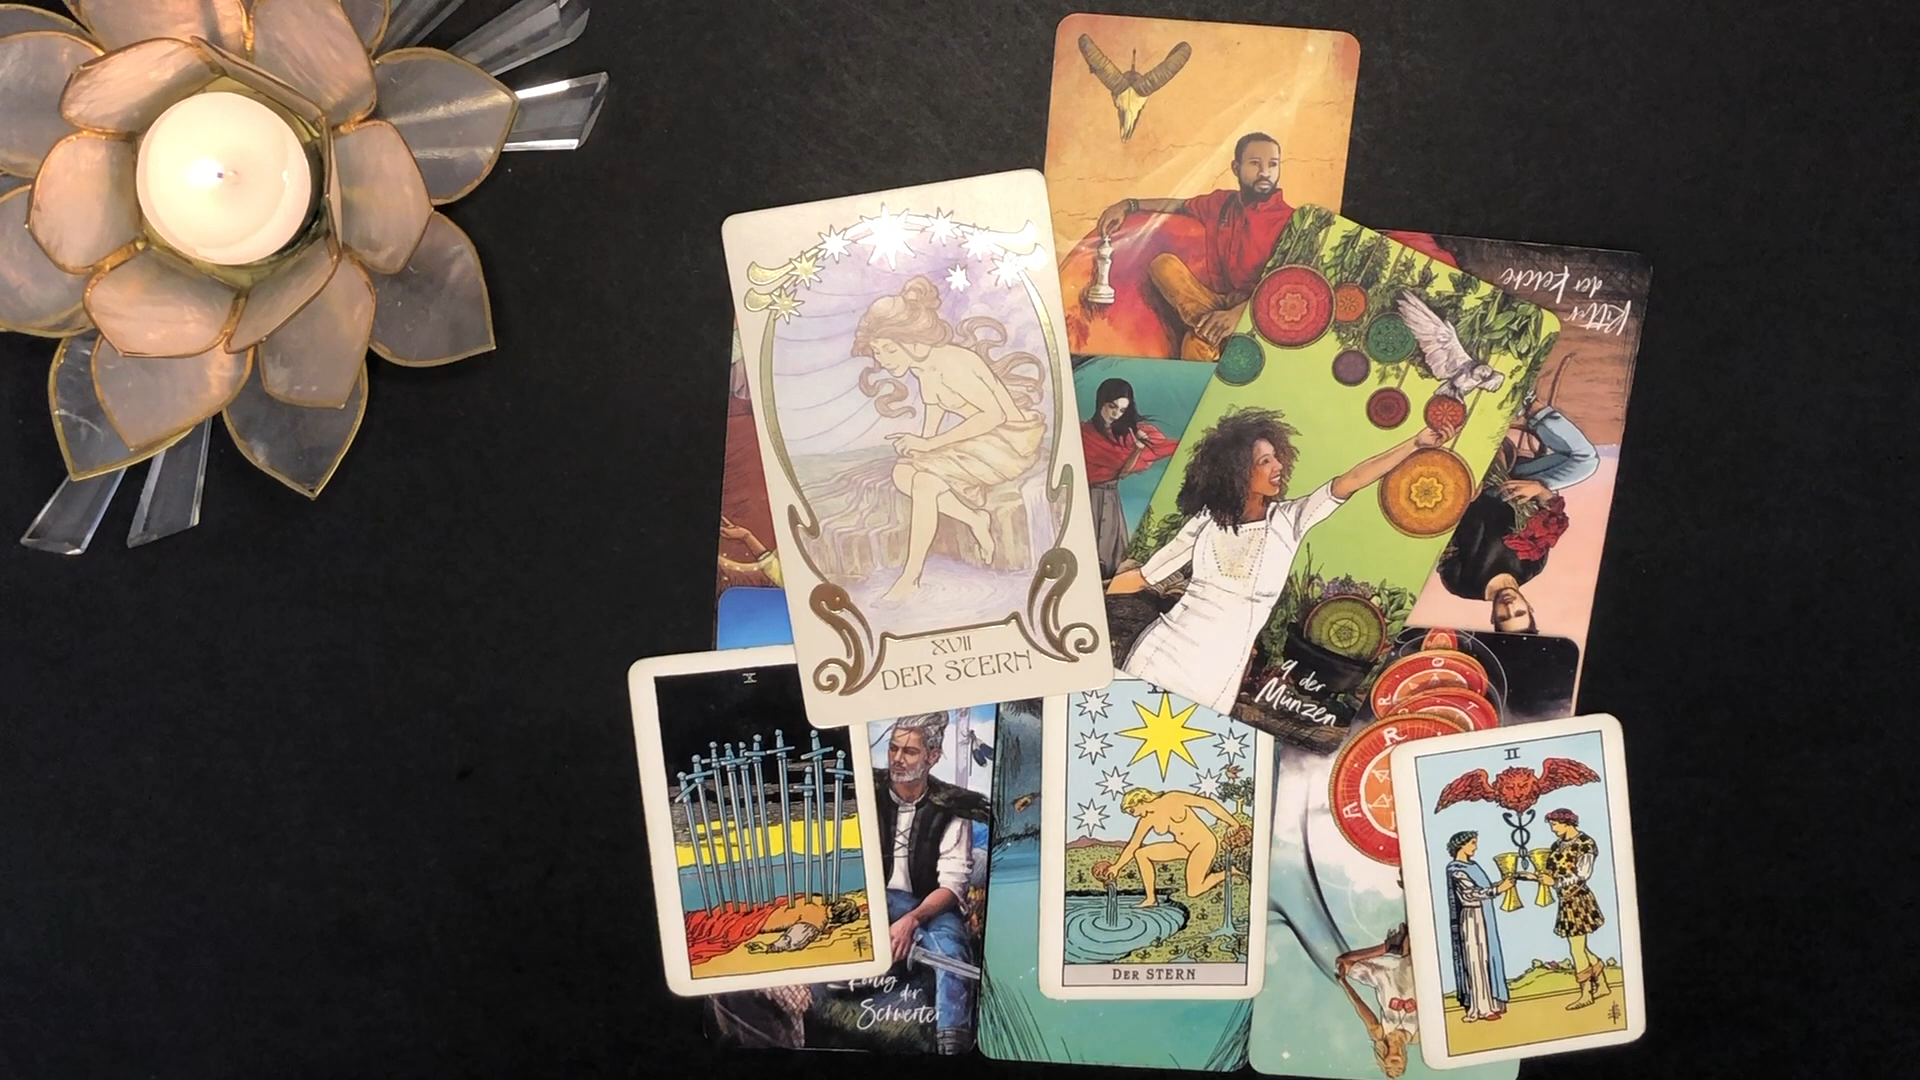 Ritter
der Kelche
XVII
DER STERN
9 der
Münzen
X
II
DER STERN
König
der
Schwerter